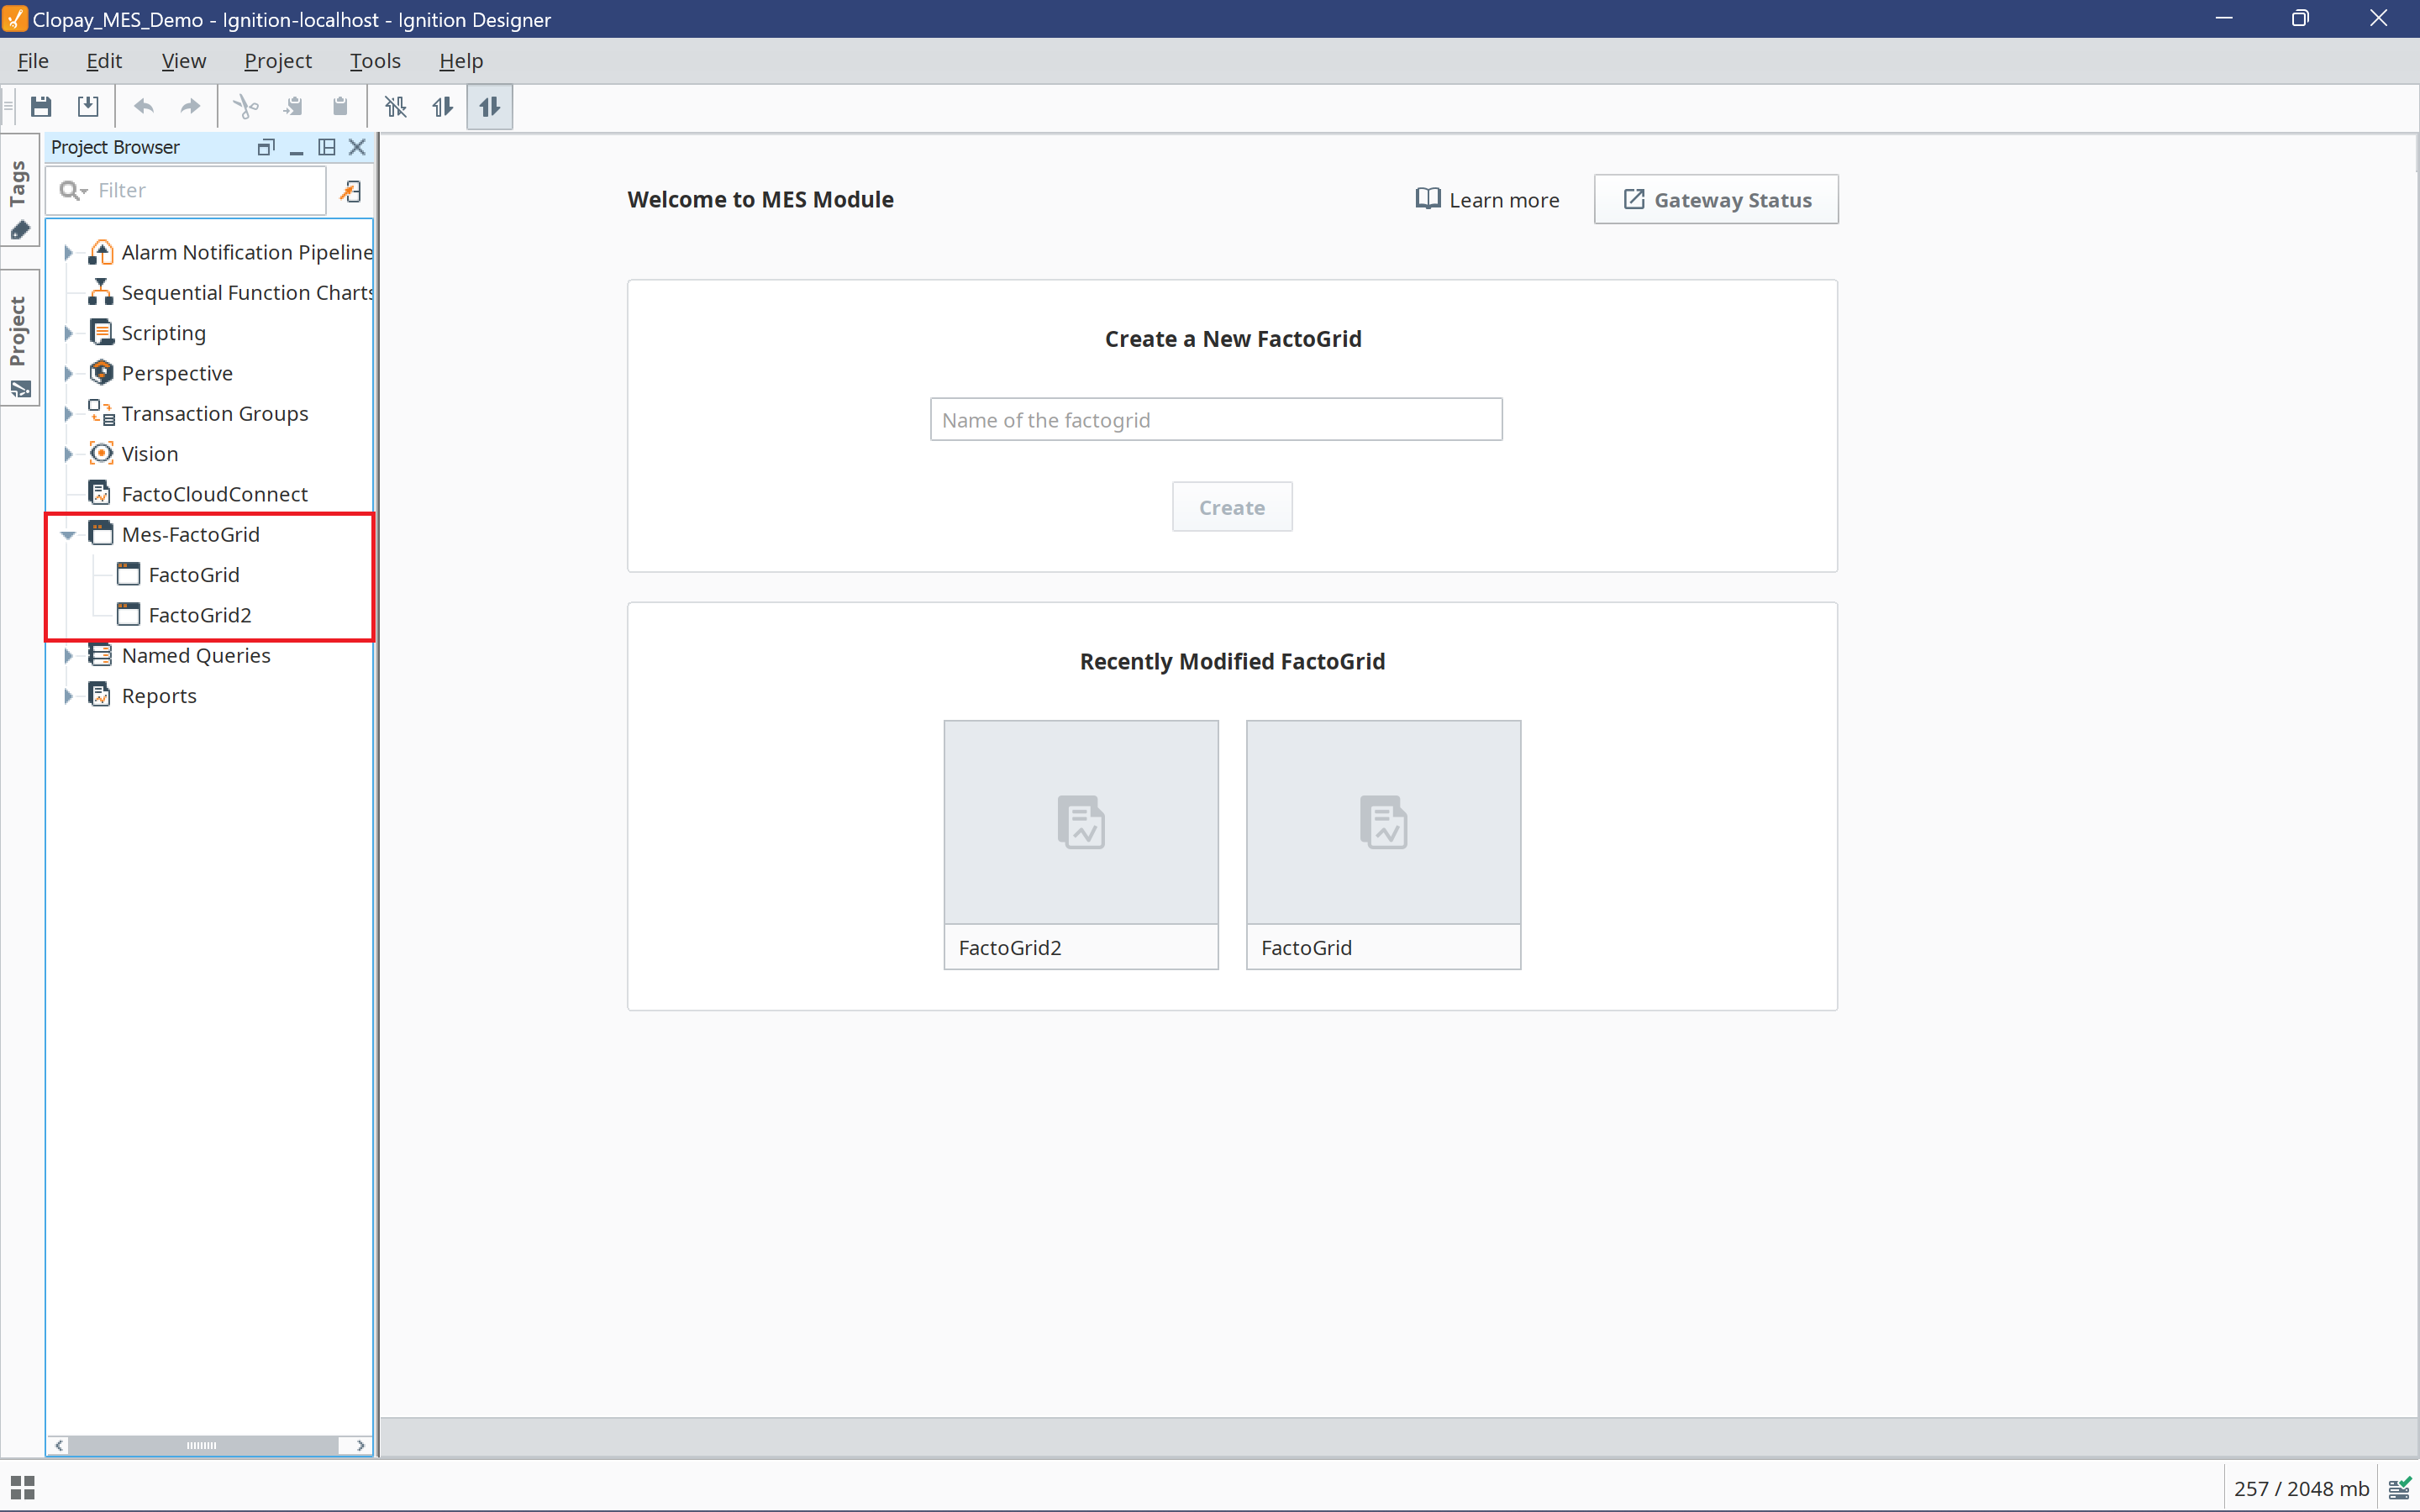 Clopay_MES_Demo - Ignition-localhost - Ignition Designer
File Edit View Project Tools Help
Tags
Project
Project Browser
Filter
Alarm Notification Pipeline
Sequential Function Charts
Scripting
Perspective
Transaction Groups
Vision
FactoCloudConnect
Mes-FactoGrid
FactoGrid
FactoGrid2
Named Queries
Reports
Welcome to MES Module
Learn more
Gateway Status
Create a New FactoGrid
Name of the factogrid
Create
Recently Modified FactoGrid
FactoGrid2
FactoGrid
257 / 2048 mb